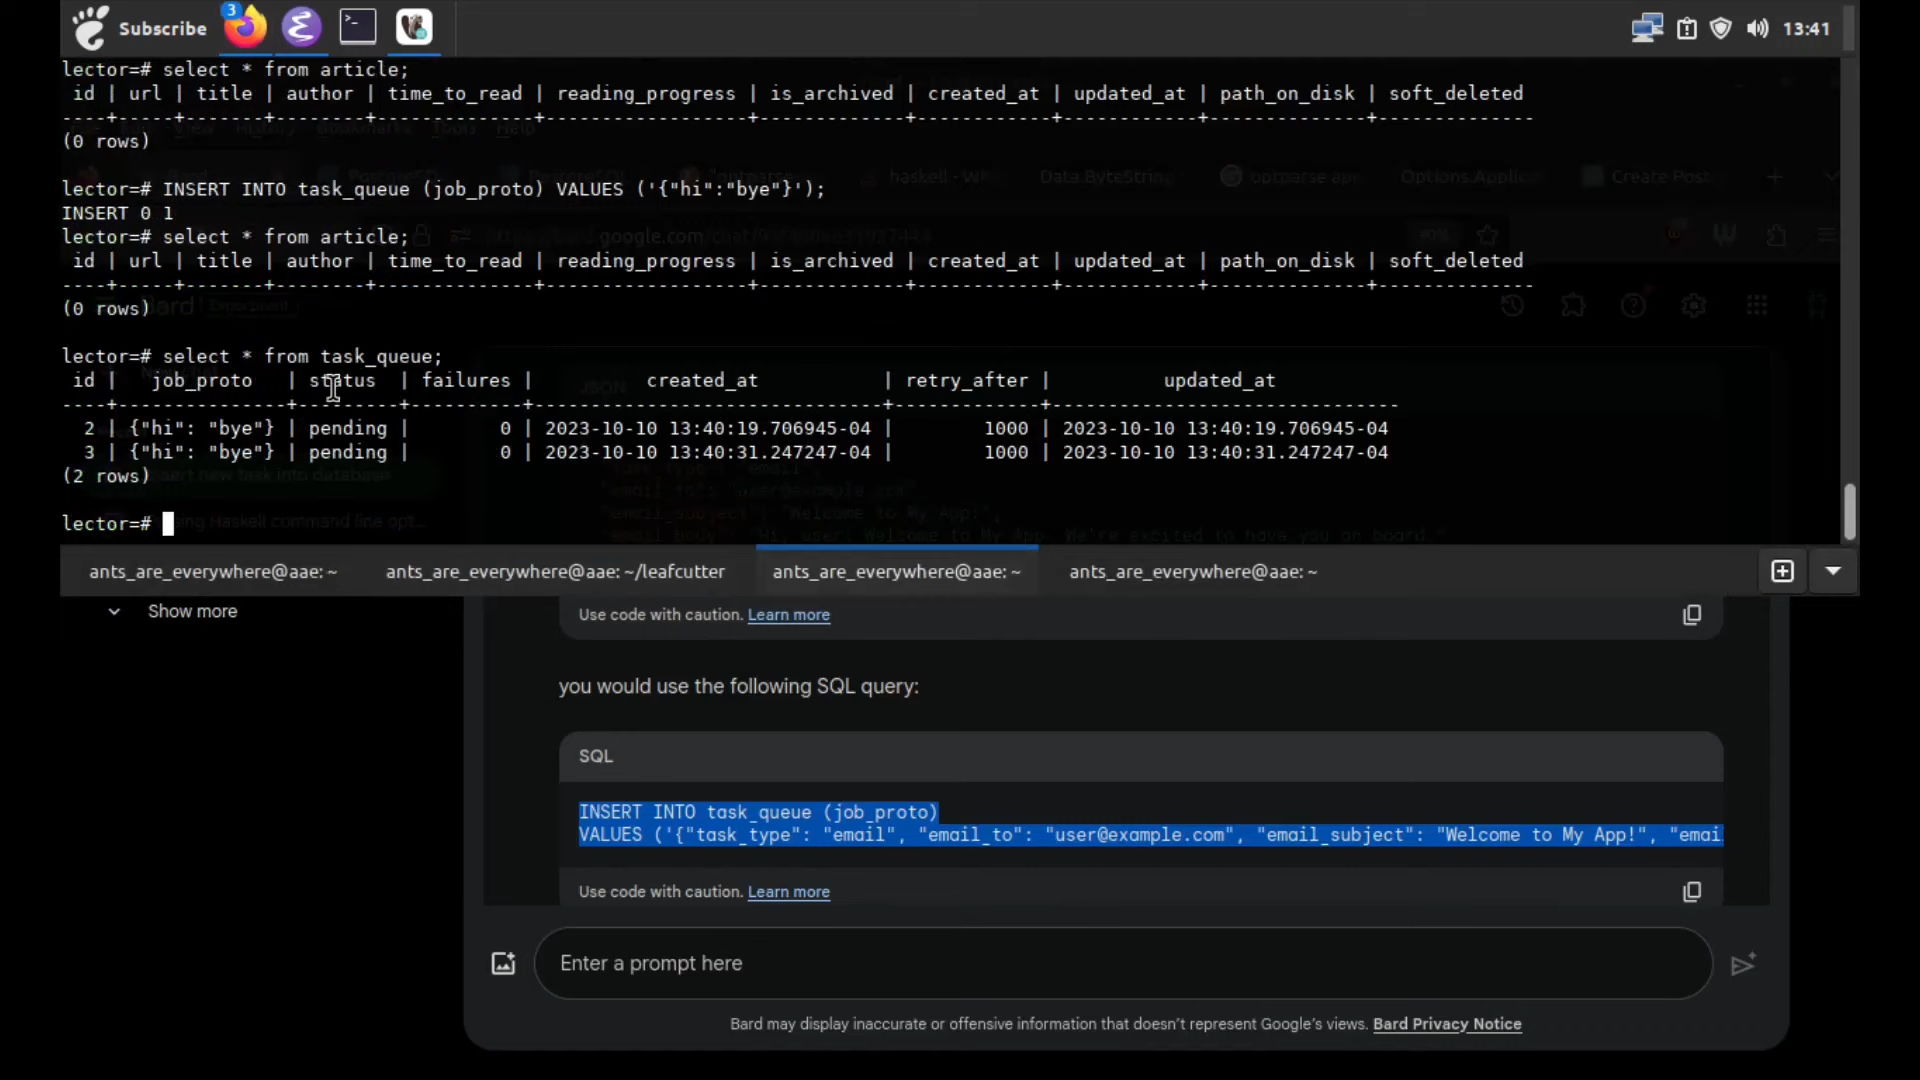 Subscribe
3
13:41
lector=# select * from article;
 id | url | title | author | time_to_read | reading_progress | is_archived | created_at | updated_at | path_on_disk | soft_deleted
----+-----+-------+--------+--------------+------------------+-------------+------------+------------+--------------+--------------
(0 rows)
lector=# INSERT INTO task_queue (job_proto) VALUES ('{"hi":"bye"}');
INSERT 0 1
lector=# select * from article;
 id | url | title | author | time_to_read | reading_progress | is_archived | created_at | updated_at | path_on_disk | soft_deleted
----+-----+-------+--------+--------------+------------------+-------------+------------+------------+--------------+--------------
(0 rows)
lector=# select * from task_queue;
 id |   job_proto   | status  | failures |          created_at           | retry_after |          updated_at
----+---------------+---------+----------+-------------------------------+-------------+-------------------------------
  2 | {"hi": "bye"} | pending |        0 | 2023-10-10 13:40:19.706945-04 |        1000 | 2023-10-10 13:40:19.706945-04
  3 | {"hi": "bye"} | pending |        0 | 2023-10-10 13:40:31.247247-04 |        1000 | 2023-10-10 13:40:31.247247-04
(2 rows)
lector=#
ants_are_everywhere@aae: ~ ants_are_everywhere@aae: ~/leafcutter ants_are_everywhere@aae: ~ ants_are_everywhere@aae: ~
Show more
Use code with caution. Learn more
you would use the following SQL query:
SQL
INSERT INTO task_queue (job_proto)
VALUES ('{"task_type": "email", "email_to": "user@example.com", "email_subject": "Welcome to My App!", "emai
Use code with caution. Learn more
Enter a prompt here
Bard may display inaccurate or offensive information that doesn't represent Google's views. Bard Privacy Notice